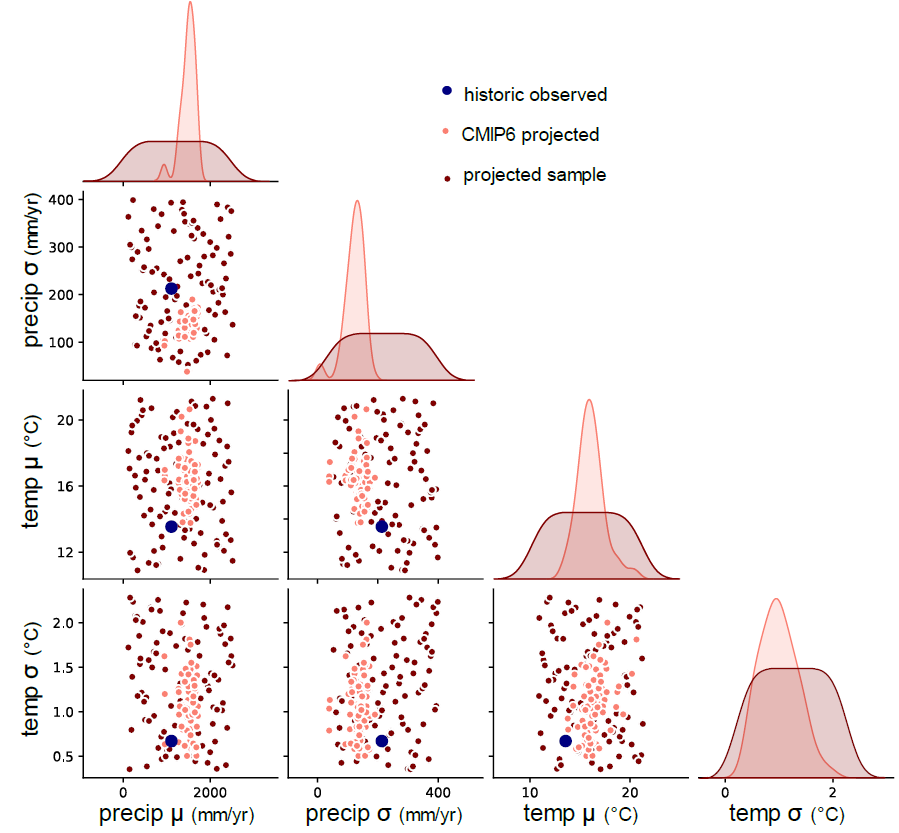 historic observed
CMIP6 projected
projected sample
precip σ (mm/yr)
400
300
200
100
temp μ (°C)
20
16
12
temp σ (°C)
2.0
1.5
1.0
0.5
0 2000 0 400 10 20 0 2
precip μ (mm/yr) precip σ (mm/yr) temp μ (°C) temp σ (°C)